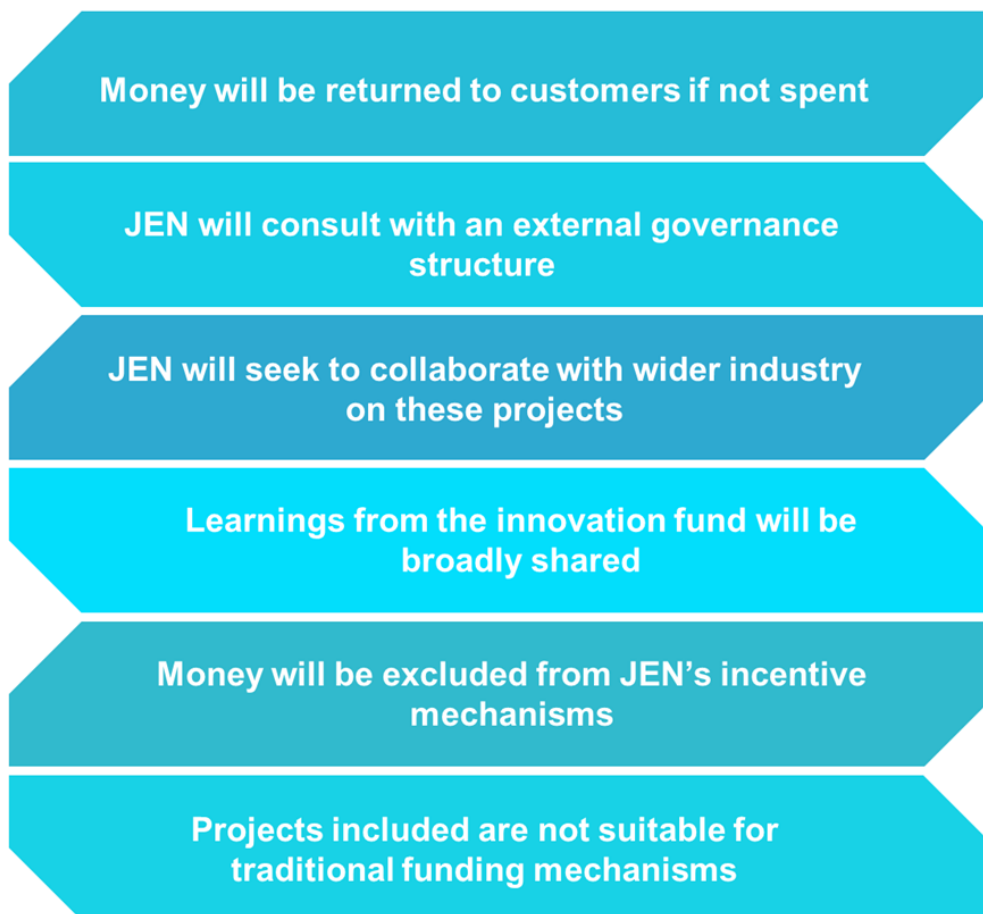 Money will be returned to customers if not spent
JEN will consult with an external governance
structure
JEN will seek to collaborate with wider industry
on these projects
Learnings from the innovation fund will be
broadly shared
Money will be excluded from JEN’s incentive
mechanisms
Projects included are not suitable for
traditional funding mechanisms